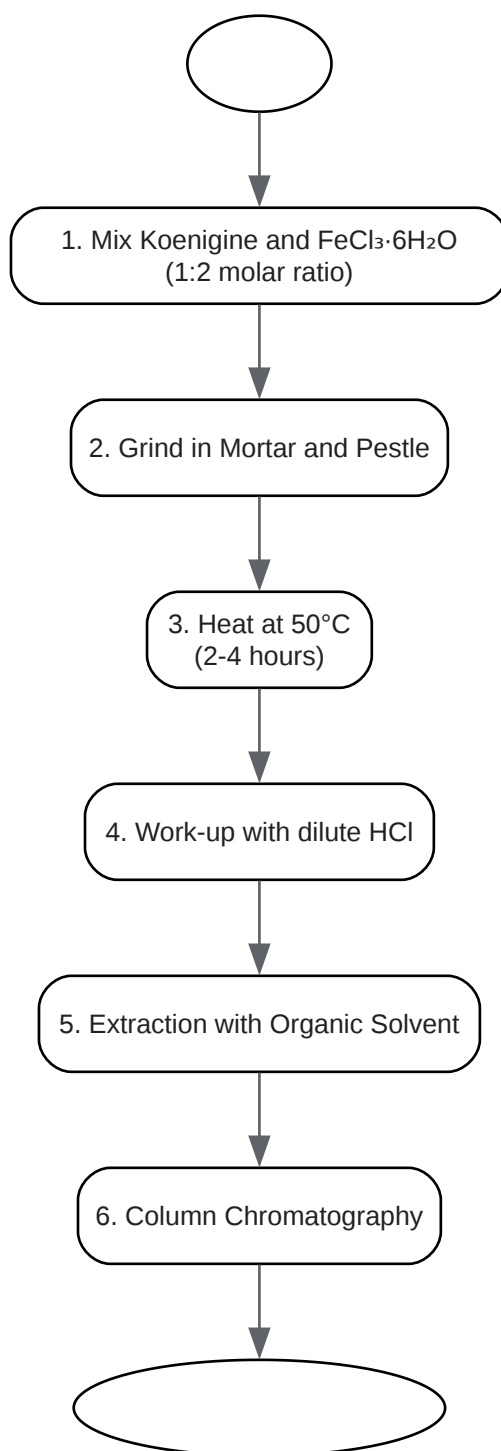 1. Mix Koenigine and FeCl₃·6H₂O
(1:2 molar ratio)
2. Grind in Mortar and Pestle
3. Heat at 50°C
(2-4 hours)
4. Work-up with dilute HCl
5. Extraction with Organic Solvent
6. Column Chromatography